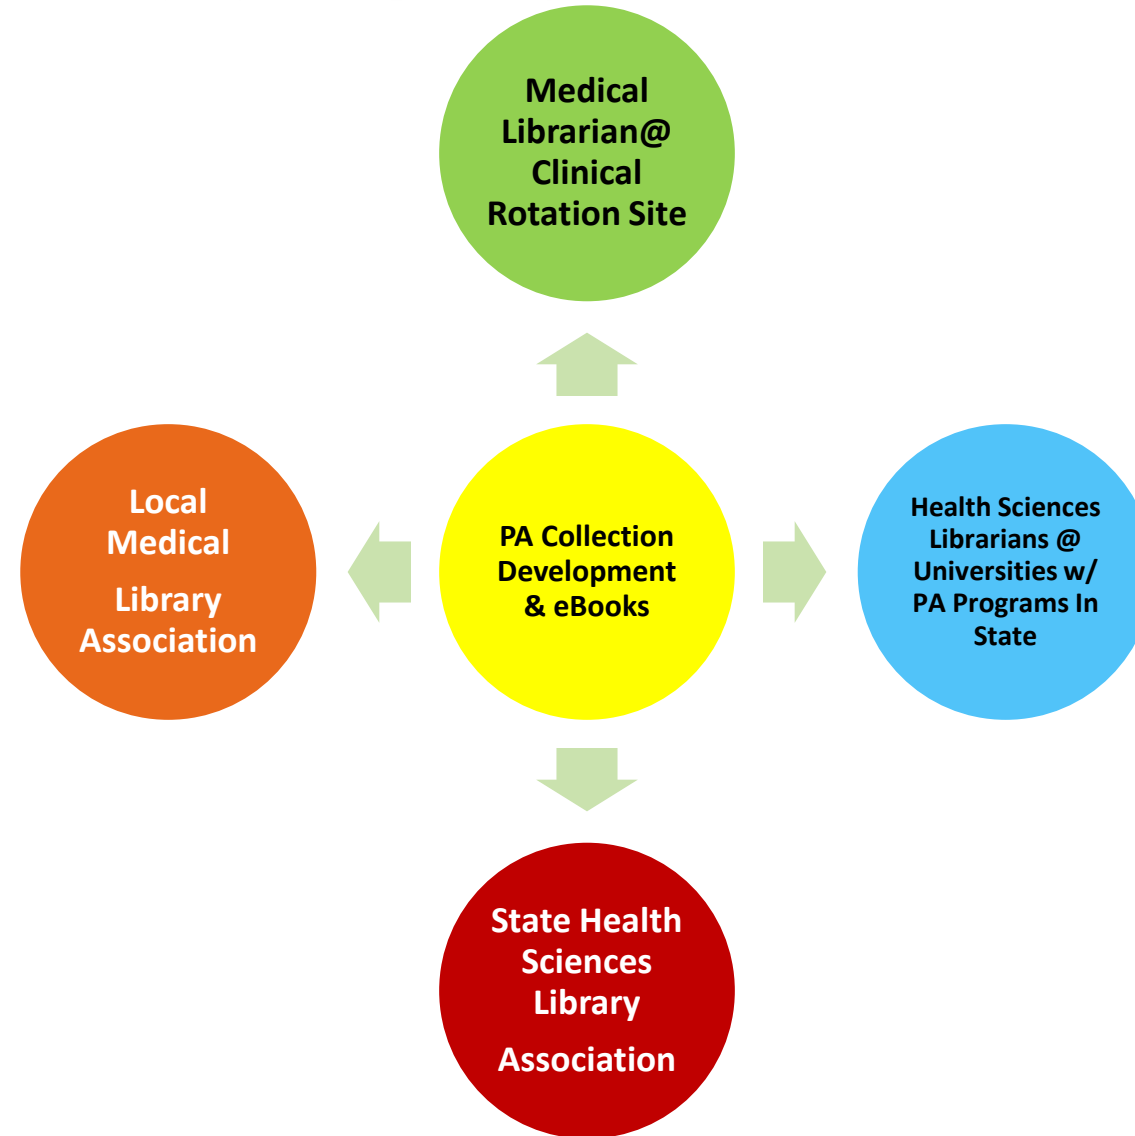 Medical
Librarian@
Clinical
Rotation Site
Local
Medical
Library
Association
PA Collection
Development
& eBooks
Health Sciences
Librarians @
Universities w/
PA Programs In
State
State Health
Sciences
Library
Association